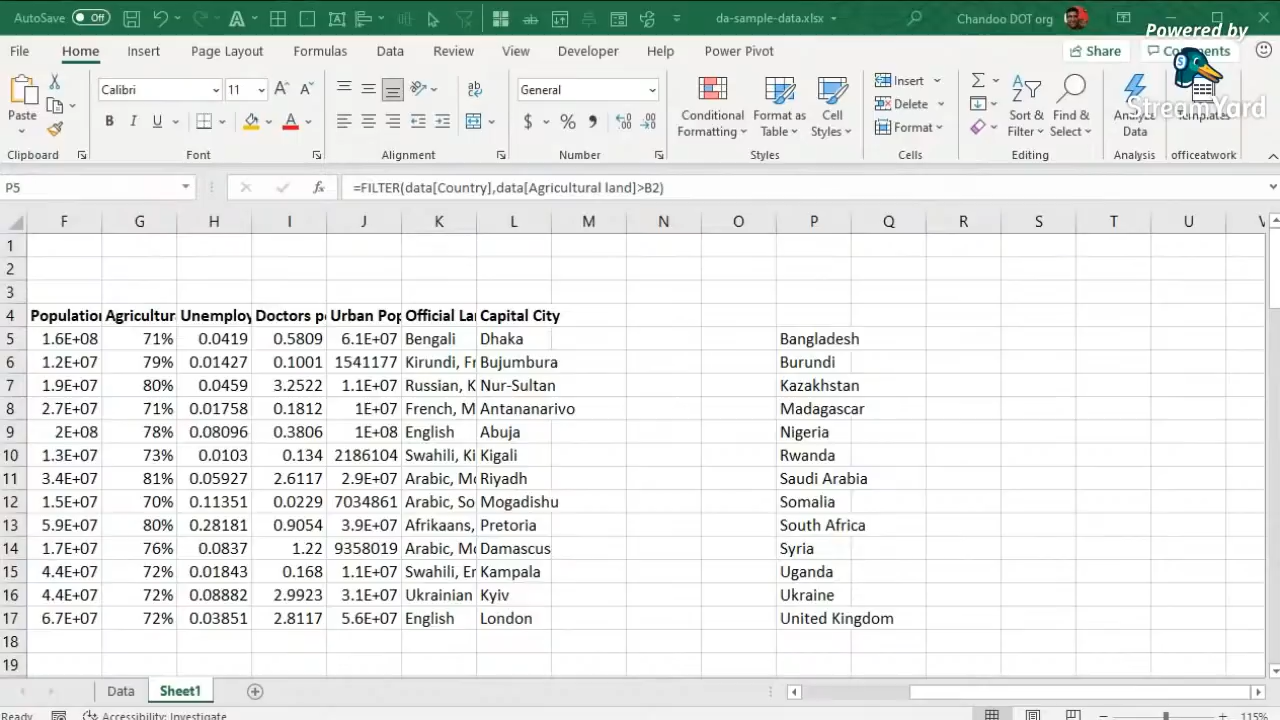 AutoSave Off da-sample-data.xlsx Chandoo DOT org
Powered by
StreamYard
File Home Insert Page Layout Formulas Data Review View Developer Help Power Pivot Share Comments
Paste Calibri 11 General Conditional Formatting Format as Table Cell Styles Insert Delete Format Sort & Filter Find & Select Analyze Data Templates
Clipboard Font Alignment Number Styles Cells Editing Analysis officeatwork
P5 =FILTER(data[Country],data[Agricultural land]>B2)
F G H I J K L M N O P Q R S T U V
1
2
3
4 Population Agricultur Unemploy Doctors p Urban Pop Official La Capital City
5 1.6E+08 71% 0.0419 0.5809 6.1E+07 Bengali Dhaka Bangladesh
6 1.2E+07 79% 0.01427 0.1001 1541177 Kirundi, Fr Bujumbura Burundi
7 1.9E+07 80% 0.0459 3.2522 1.1E+07 Russian, K Nur-Sultan Kazakhstan
8 2.7E+07 71% 0.01758 0.1812 1E+07 French, M Antananarivo Madagascar
9 2E+08 78% 0.08096 0.3806 1E+08 English Abuja Nigeria
10 1.3E+07 73% 0.0103 0.134 2186104 Swahili, Ki Kigali Rwanda
11 3.4E+07 81% 0.05927 2.6117 2.9E+07 Arabic, Mo Riyadh Saudi Arabia
12 1.5E+07 70% 0.11351 0.0229 7034861 Arabic, So Mogadishu Somalia
13 5.9E+07 80% 0.28181 0.9054 3.9E+07 Afrikaans, Pretoria South Africa
14 1.7E+07 76% 0.0837 1.22 9358019 Arabic, Mo Damascus Syria
15 4.4E+07 72% 0.01843 0.168 1.1E+07 Swahili, En Kampala Uganda
16 4.4E+07 72% 0.08882 2.9923 3.1E+07 Ukrainian Kyiv Ukraine
17 6.7E+07 72% 0.03851 2.8117 5.6E+07 English London United Kingdom
18
19
Data Sheet1
Ready Accessibility: Investigate 115%